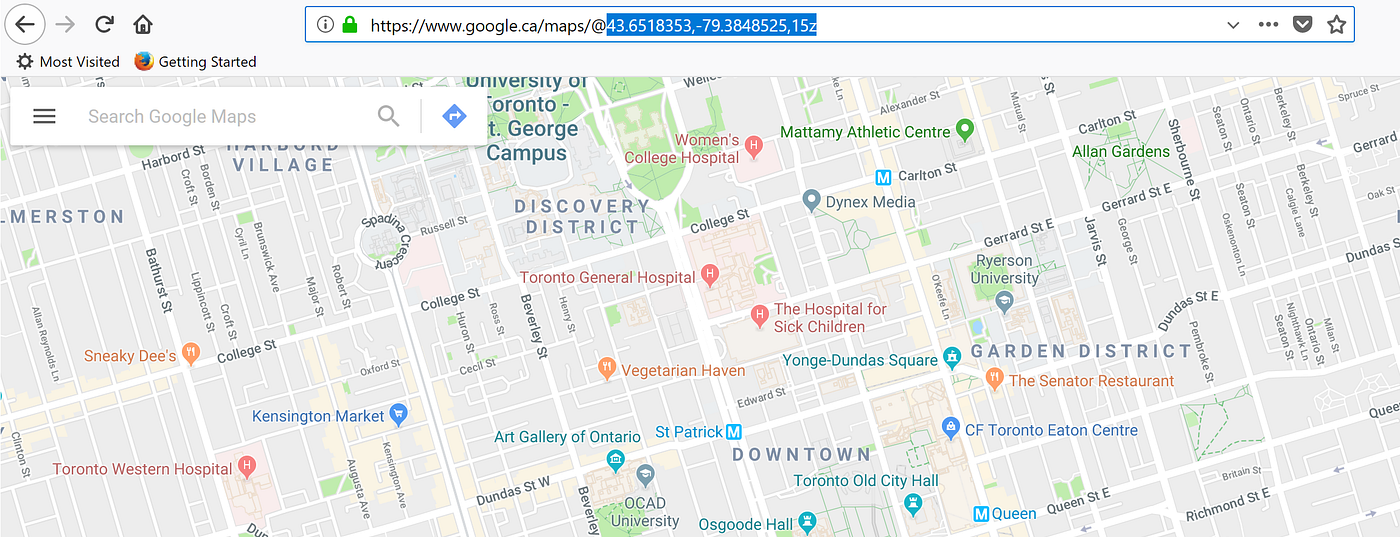 https://www.google.ca/maps/@43.6518353,-79.3848525,15z
Most Visited
Getting Started
Search Google Maps
University of
Toronto -
St. George
Campus
Wellesley
Alexander St
Mutual St
Carlton St
Spruce St
Ontario St
Berkeley St
Women's
College Hospital
Mattamy Athletic Centre
Allan Gardens
Sherbourne St
Gerrard
Harbord St
HARBORD
VILLAGE
Croft St
Borden St
Carlton St
Dynex Media
Gerrard St E
Seaton St
Berkeley St
Calgie Lane
Oak St
LMERSTON
DISCOVERY
DISTRICT
College St
Spadina Crescent
Russell St
Cyril Ln
Brunswick Ave
Gerrard St E
Jarvis St
George St
Seaton St
Oskenonton Ln
Dundas St
Bathurst St
Lippincott St
Croft St
Major St
Robert St
Toronto General Hospital
Ryerson
University
O'Keefe Ln
College St
Beverley St
Henry St
Ross St
Huron St
The Hospital for
Sick Children
Dundas St E
Allan Reynolds Ln
Sneaky Dee's
College St
Oxford St
Cecil St
Vegetarian Haven
Yonge-Dundas Square
GARDEN DISTRICT
Pembroke St
Seaton St
Nighthawk Ln
Ontario St
Milan St
The Senator Restaurant
Edward St
Kensington Market
Art Gallery of Ontario
St Patrick
CF Toronto Eaton Centre
Queen
Clinton St
Toronto Western Hospital
Augusta Ave
Kensington Ave
DOWNTOWN
Britain St
Dundas St W
Toronto Old City Hall
Queen St E
Richmond St E
Beverley
OCAD
University
Osgoode Hall
Queen